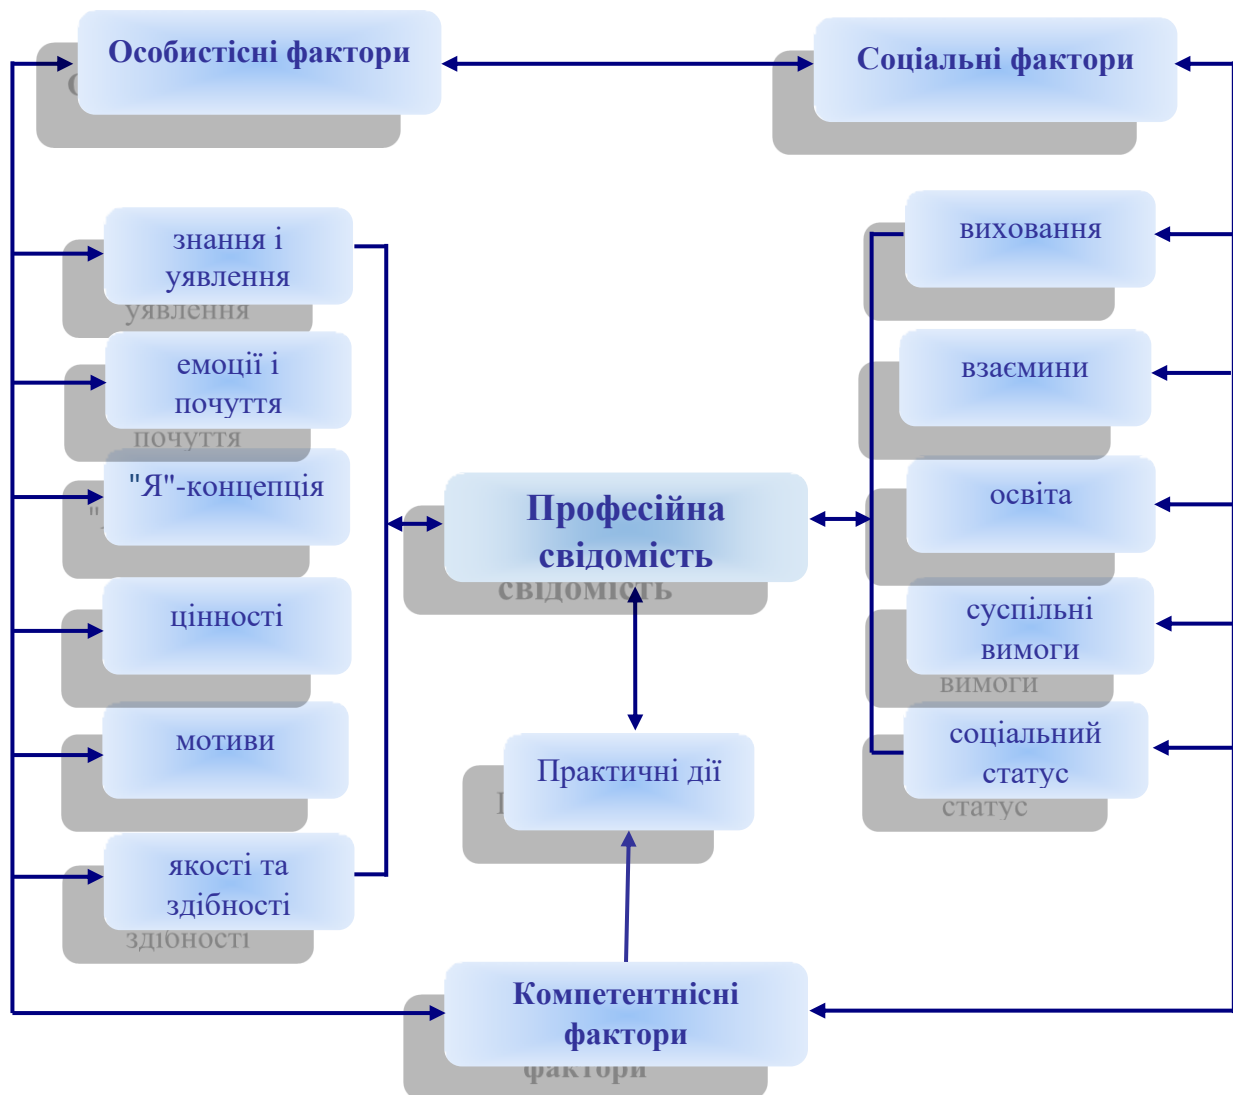 Особистісні фактори
Соціальні фактори
знання і
уявлення
емоції і
почуття
"Я"-концепція
цінності
мотиви
якості та
здібності
Професійна
свідомість
Практичні дії
Компетентнісні
фактори
виховання
взаємини
освіта
суспільні
вимоги
соціальний
статус